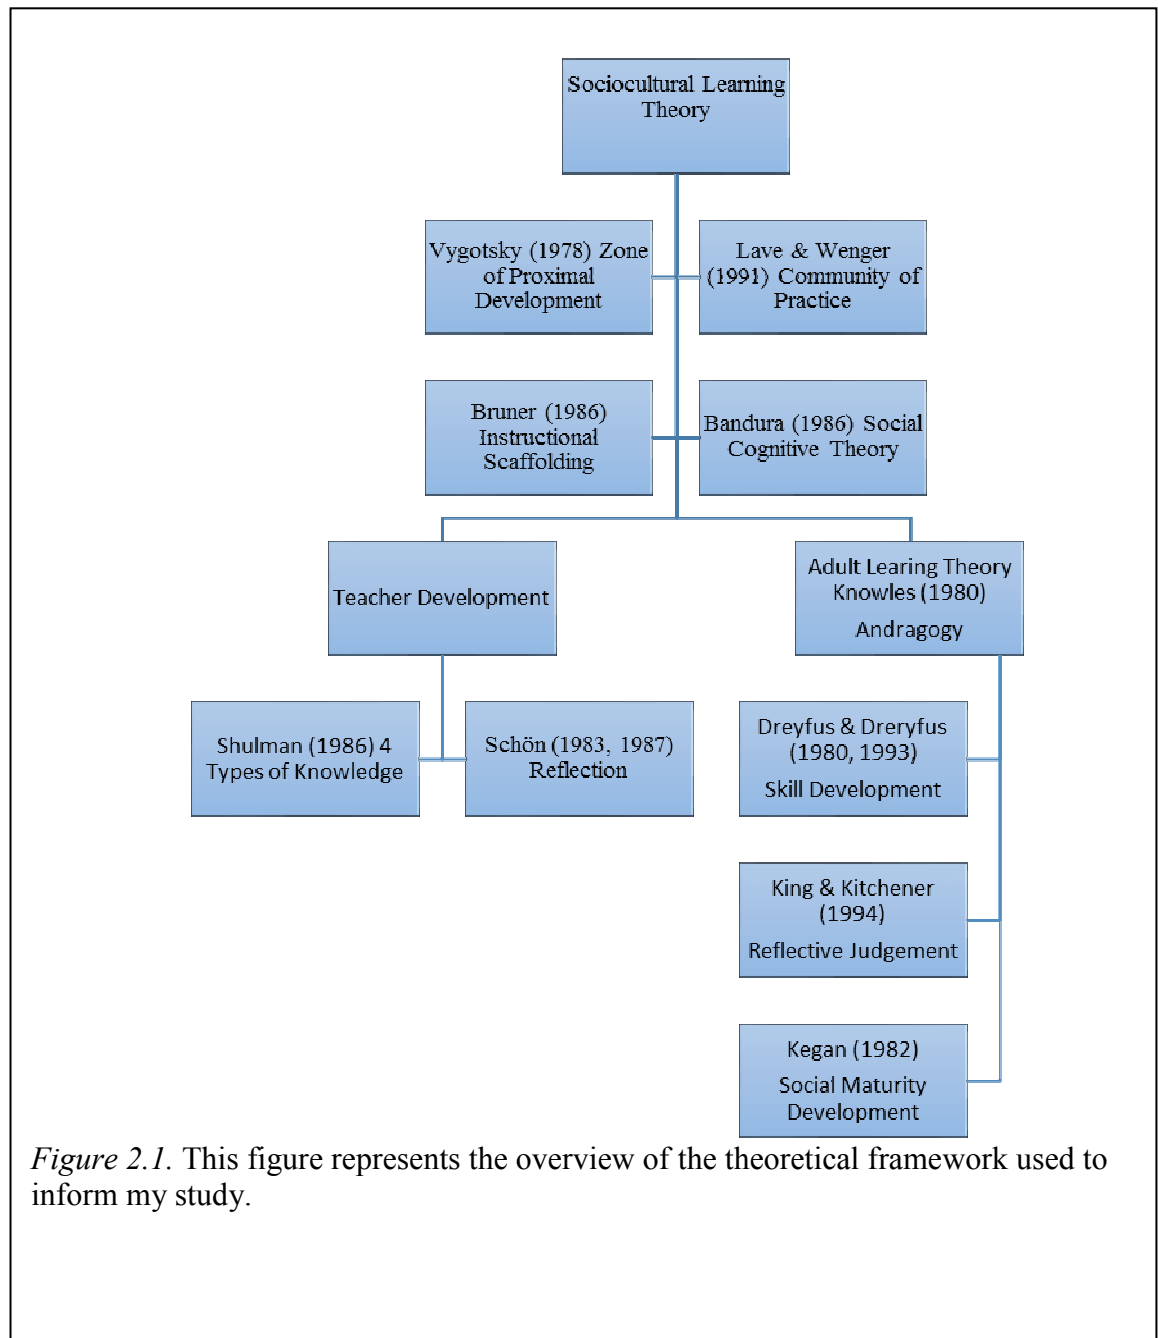 Sociocultural Learning
Theory
Vygotsky (1978) Zone
of Proximal
Development
Lave & Wenger
(1991) Community of
Practice
Bruner (1986)
Instructional
Scaffolding
Bandura (1986) Social
Cognitive Theory
Teacher Development
Adult Learing Theory
Knowles (1980)
Andragogy
Shulman (1986) 4
Types of Knowledge
Schön (1983, 1987)
Reflection
Dreyfus & Dreryfus
(1980, 1993)
Skill Development
King & Kitchener
(1994)
Reflective Judgement
Kegan (1982)
Social Maturity
Development
Figure 2.1. This figure represents the overview of the theoretical framework used to
inform my study.